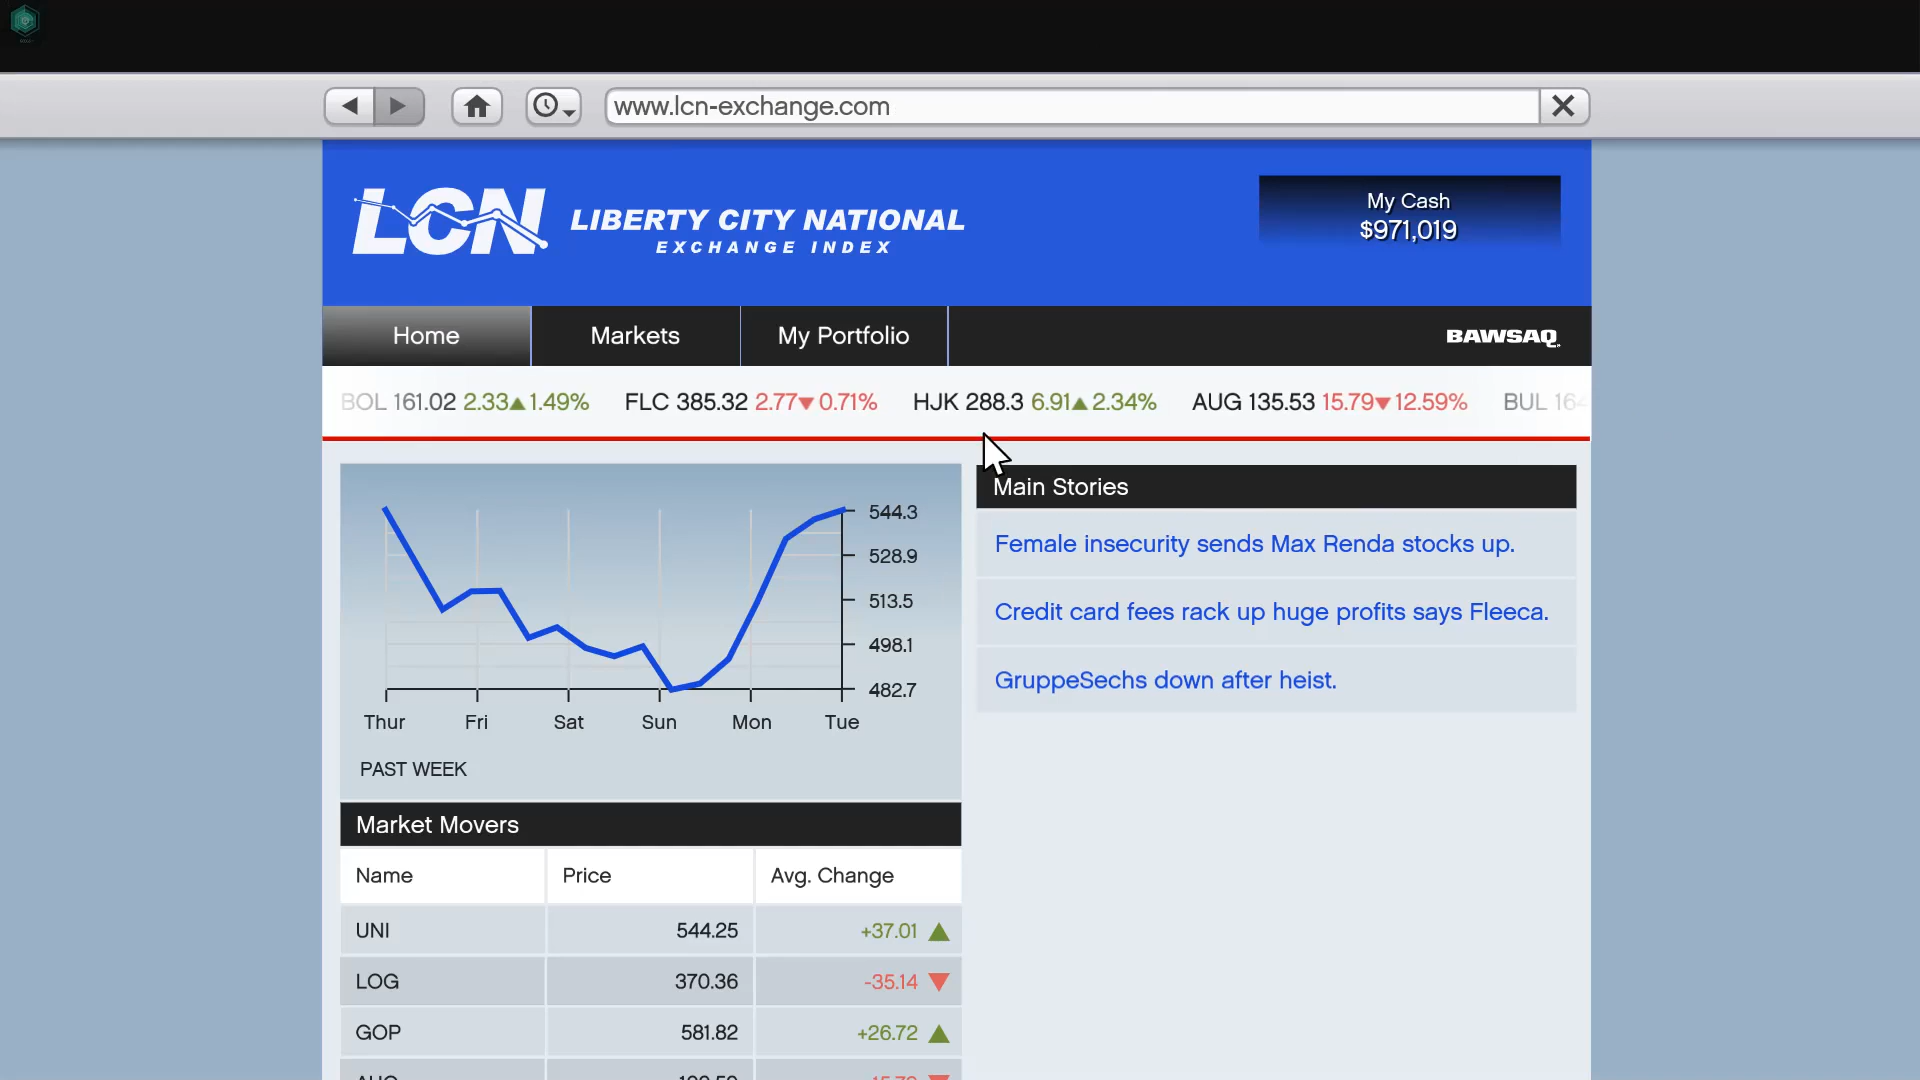 www.lcn-exchange.com
LCN LIBERTY CITY NATIONAL
EXCHANGE INDEX
My Cash
$971,019
Home Markets My Portfolio BAWSAQ
BOL 161.02 2.33▲1.49% FLC 385.32 2.77▼0.71% HJK 288.3 6.91▲2.34% AUG 135.53 15.79▼12.59% BUL
544.3
528.9
513.5
498.1
482.7
Thur Fri Sat Sun Mon Tue
PAST WEEK
Main Stories
Female insecurity sends Max Renda stocks up.
Credit card fees rack up huge profits says Fleeca.
GruppeSechs down after heist.
Market Movers
Name Price Avg. Change
UNI 544.25 +37.01 ▲
LOG 370.36 -35.14 ▼
GOP 581.82 +26.72 ▲